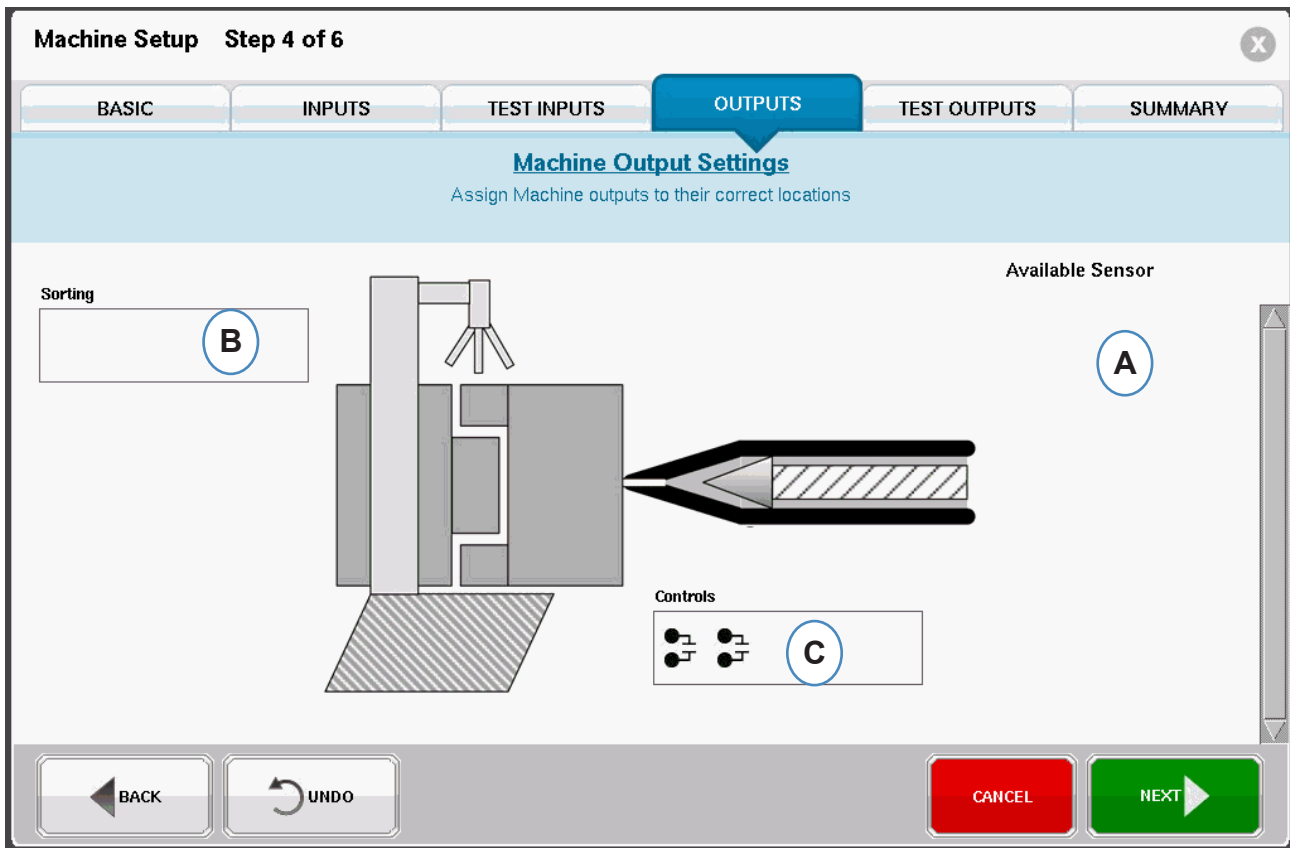 Machine Setup Step 4 of 6
X
BASIC INPUTS TEST INPUTS OUTPUTS TEST OUTPUTS SUMMARY
Machine Output Settings
Assign Machine outputs to their correct locations
Available Sensor
Sorting
B
A
Controls
C
BACK UNDO CANCEL NEXT